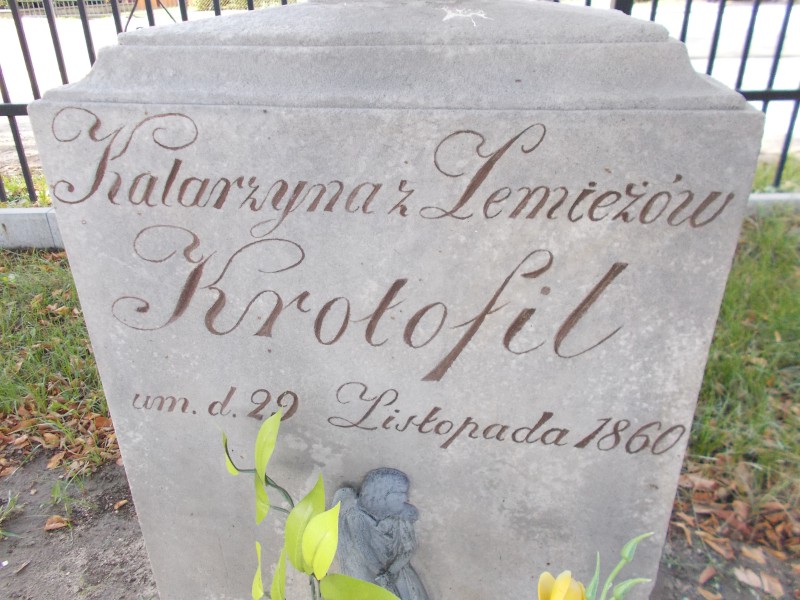 Katarzyna z Lemieżów
Krotofil
um. d. 29 Listopada 1860